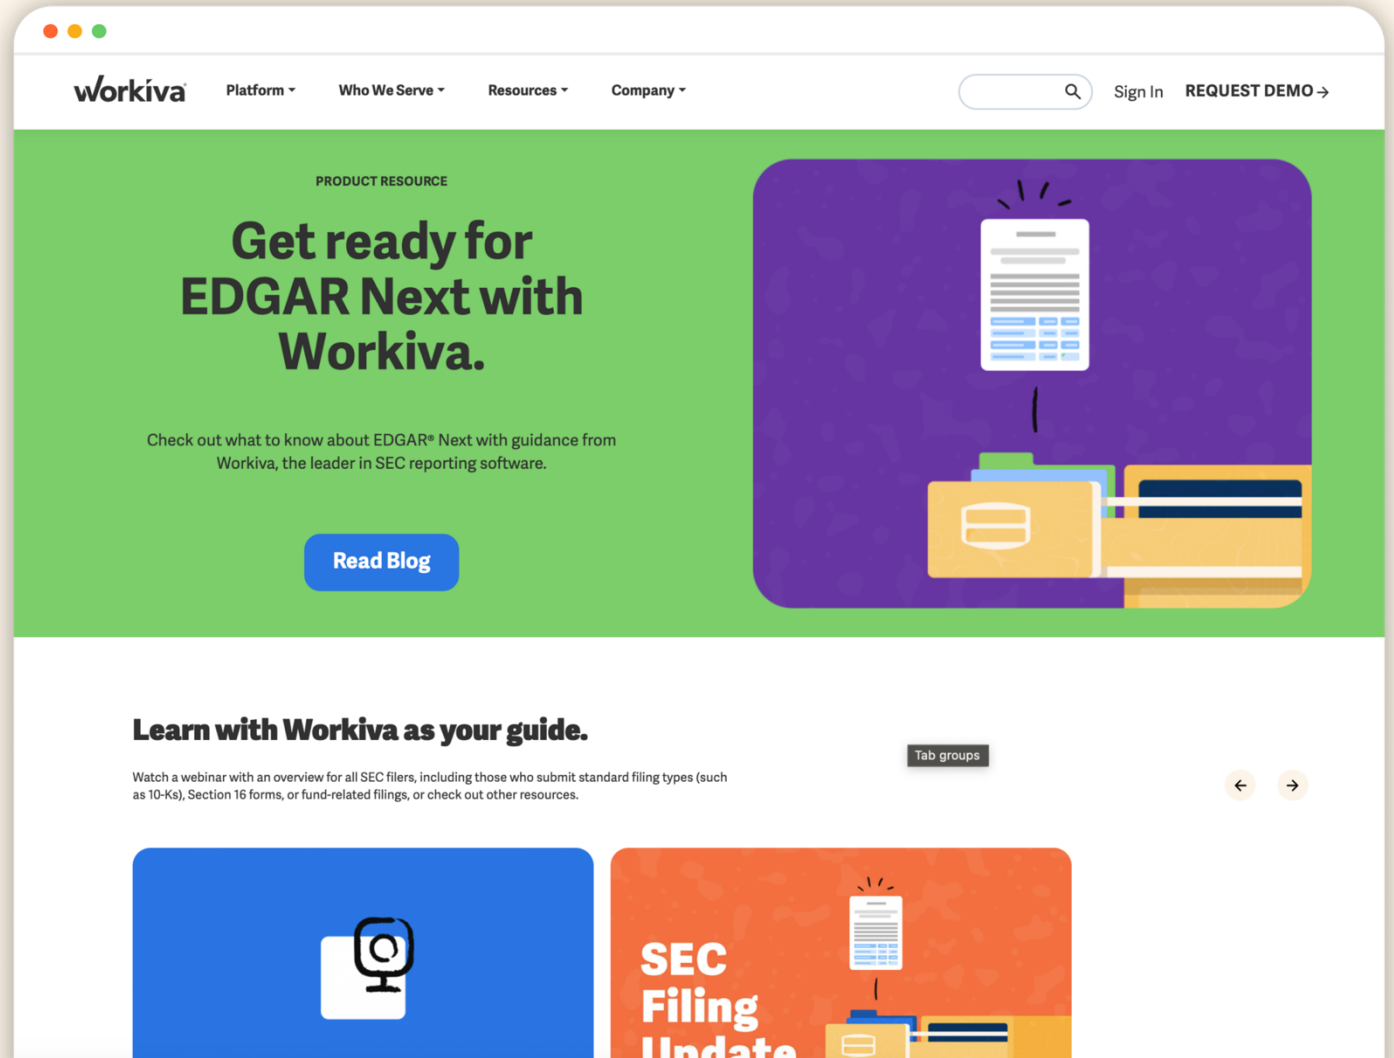 workiva
Platform
Who We Serve
Resources
Company
Sign In
REQUEST DEMO →
PRODUCT RESOURCE
Get ready for
EDGAR Next with
Workiva.
Check out what to know about EDGAR® Next with guidance from
Workiva, the leader in SEC reporting software.
Read Blog
Learn with Workiva as your guide.
Tab groups
Watch a webinar with an overview for all SEC filers, including those who submit standard filing types (such
as 10-Ks), Section 16 forms, or fund-related filings, or check out other resources.
SEC
Filing
Update